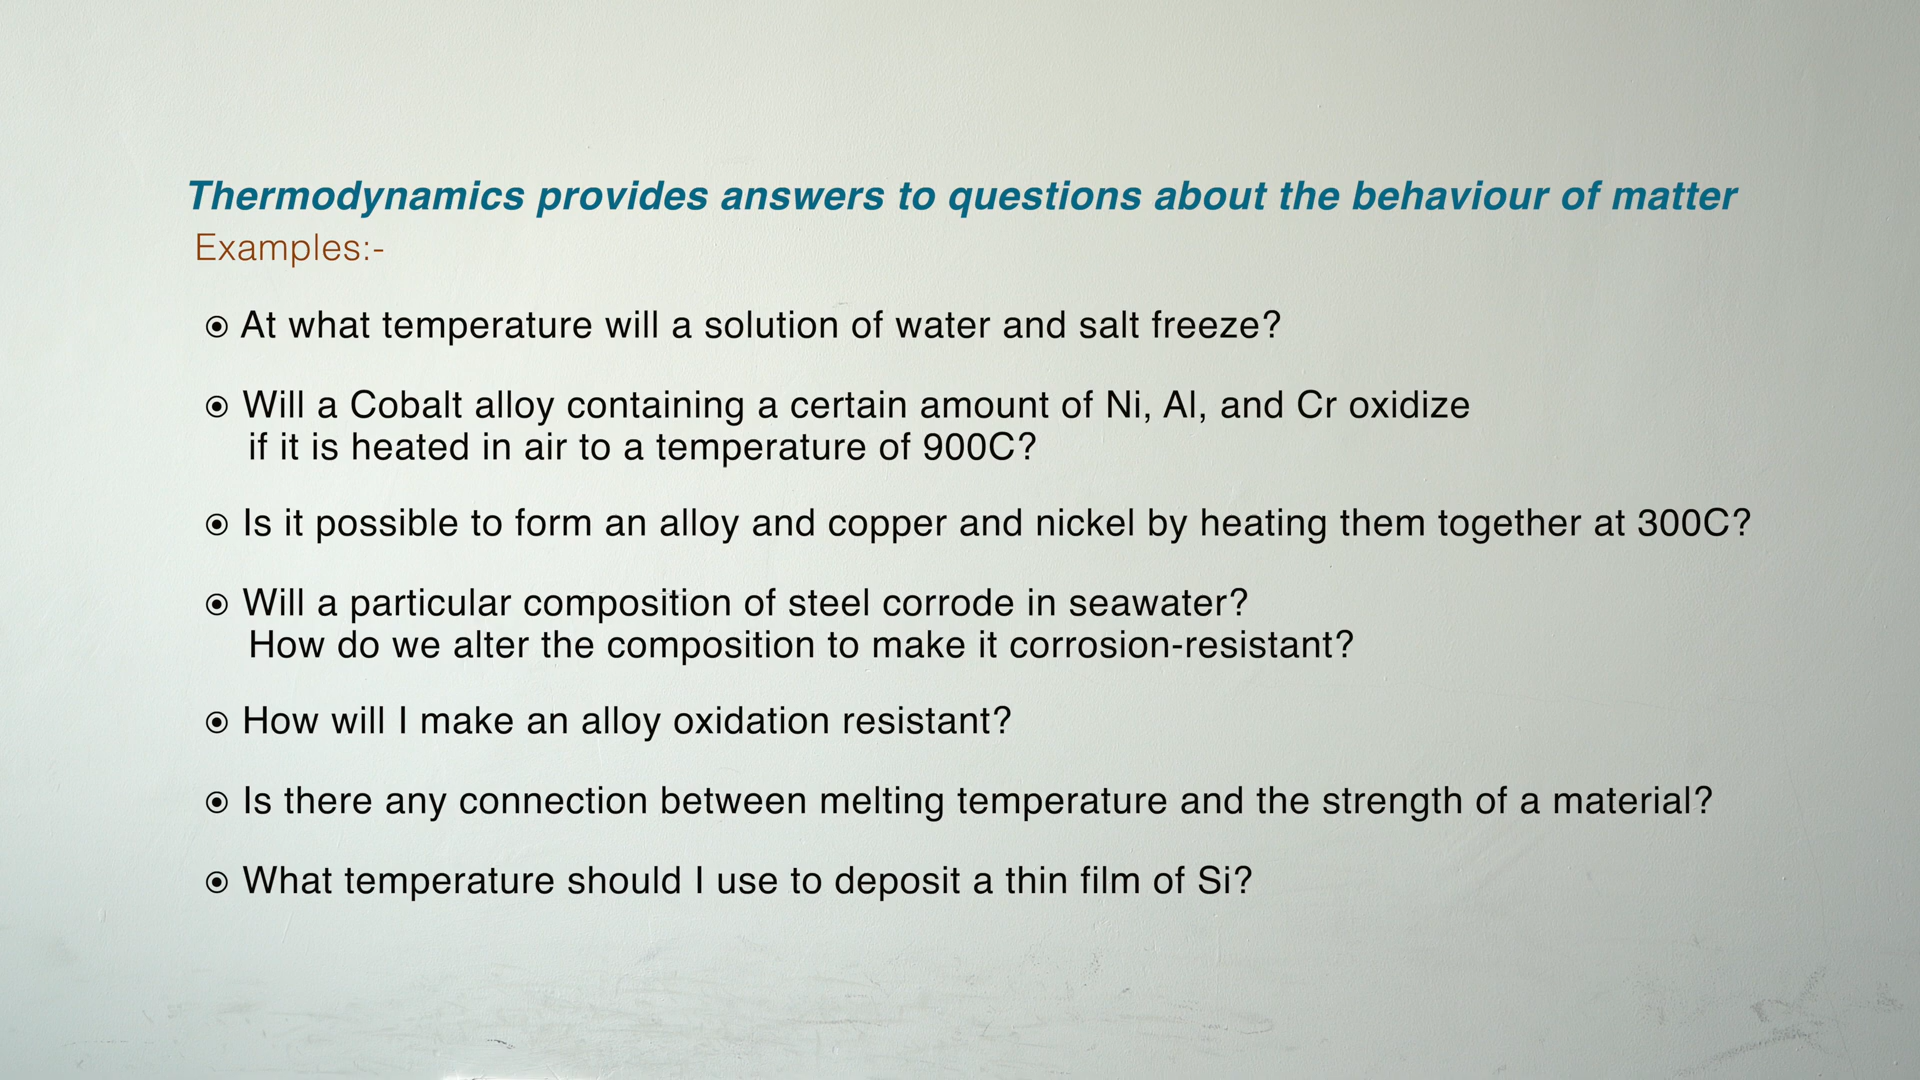 Thermodynamics provides answers to questions about the behaviour of matter
Examples:-
⦿ At what temperature will a solution of water and salt freeze?
⦿ Will a Cobalt alloy containing a certain amount of Ni, Al, and Cr oxidize
if it is heated in air to a temperature of 900C?
⦿ Is it possible to form an alloy and copper and nickel by heating them together at 300C?
⦿ Will a particular composition of steel corrode in seawater?
How do we alter the composition to make it corrosion-resistant?
⦿ How will I make an alloy oxidation resistant?
⦿ Is there any connection between melting temperature and the strength of a material?
⦿ What temperature should I use to deposit a thin film of Si?